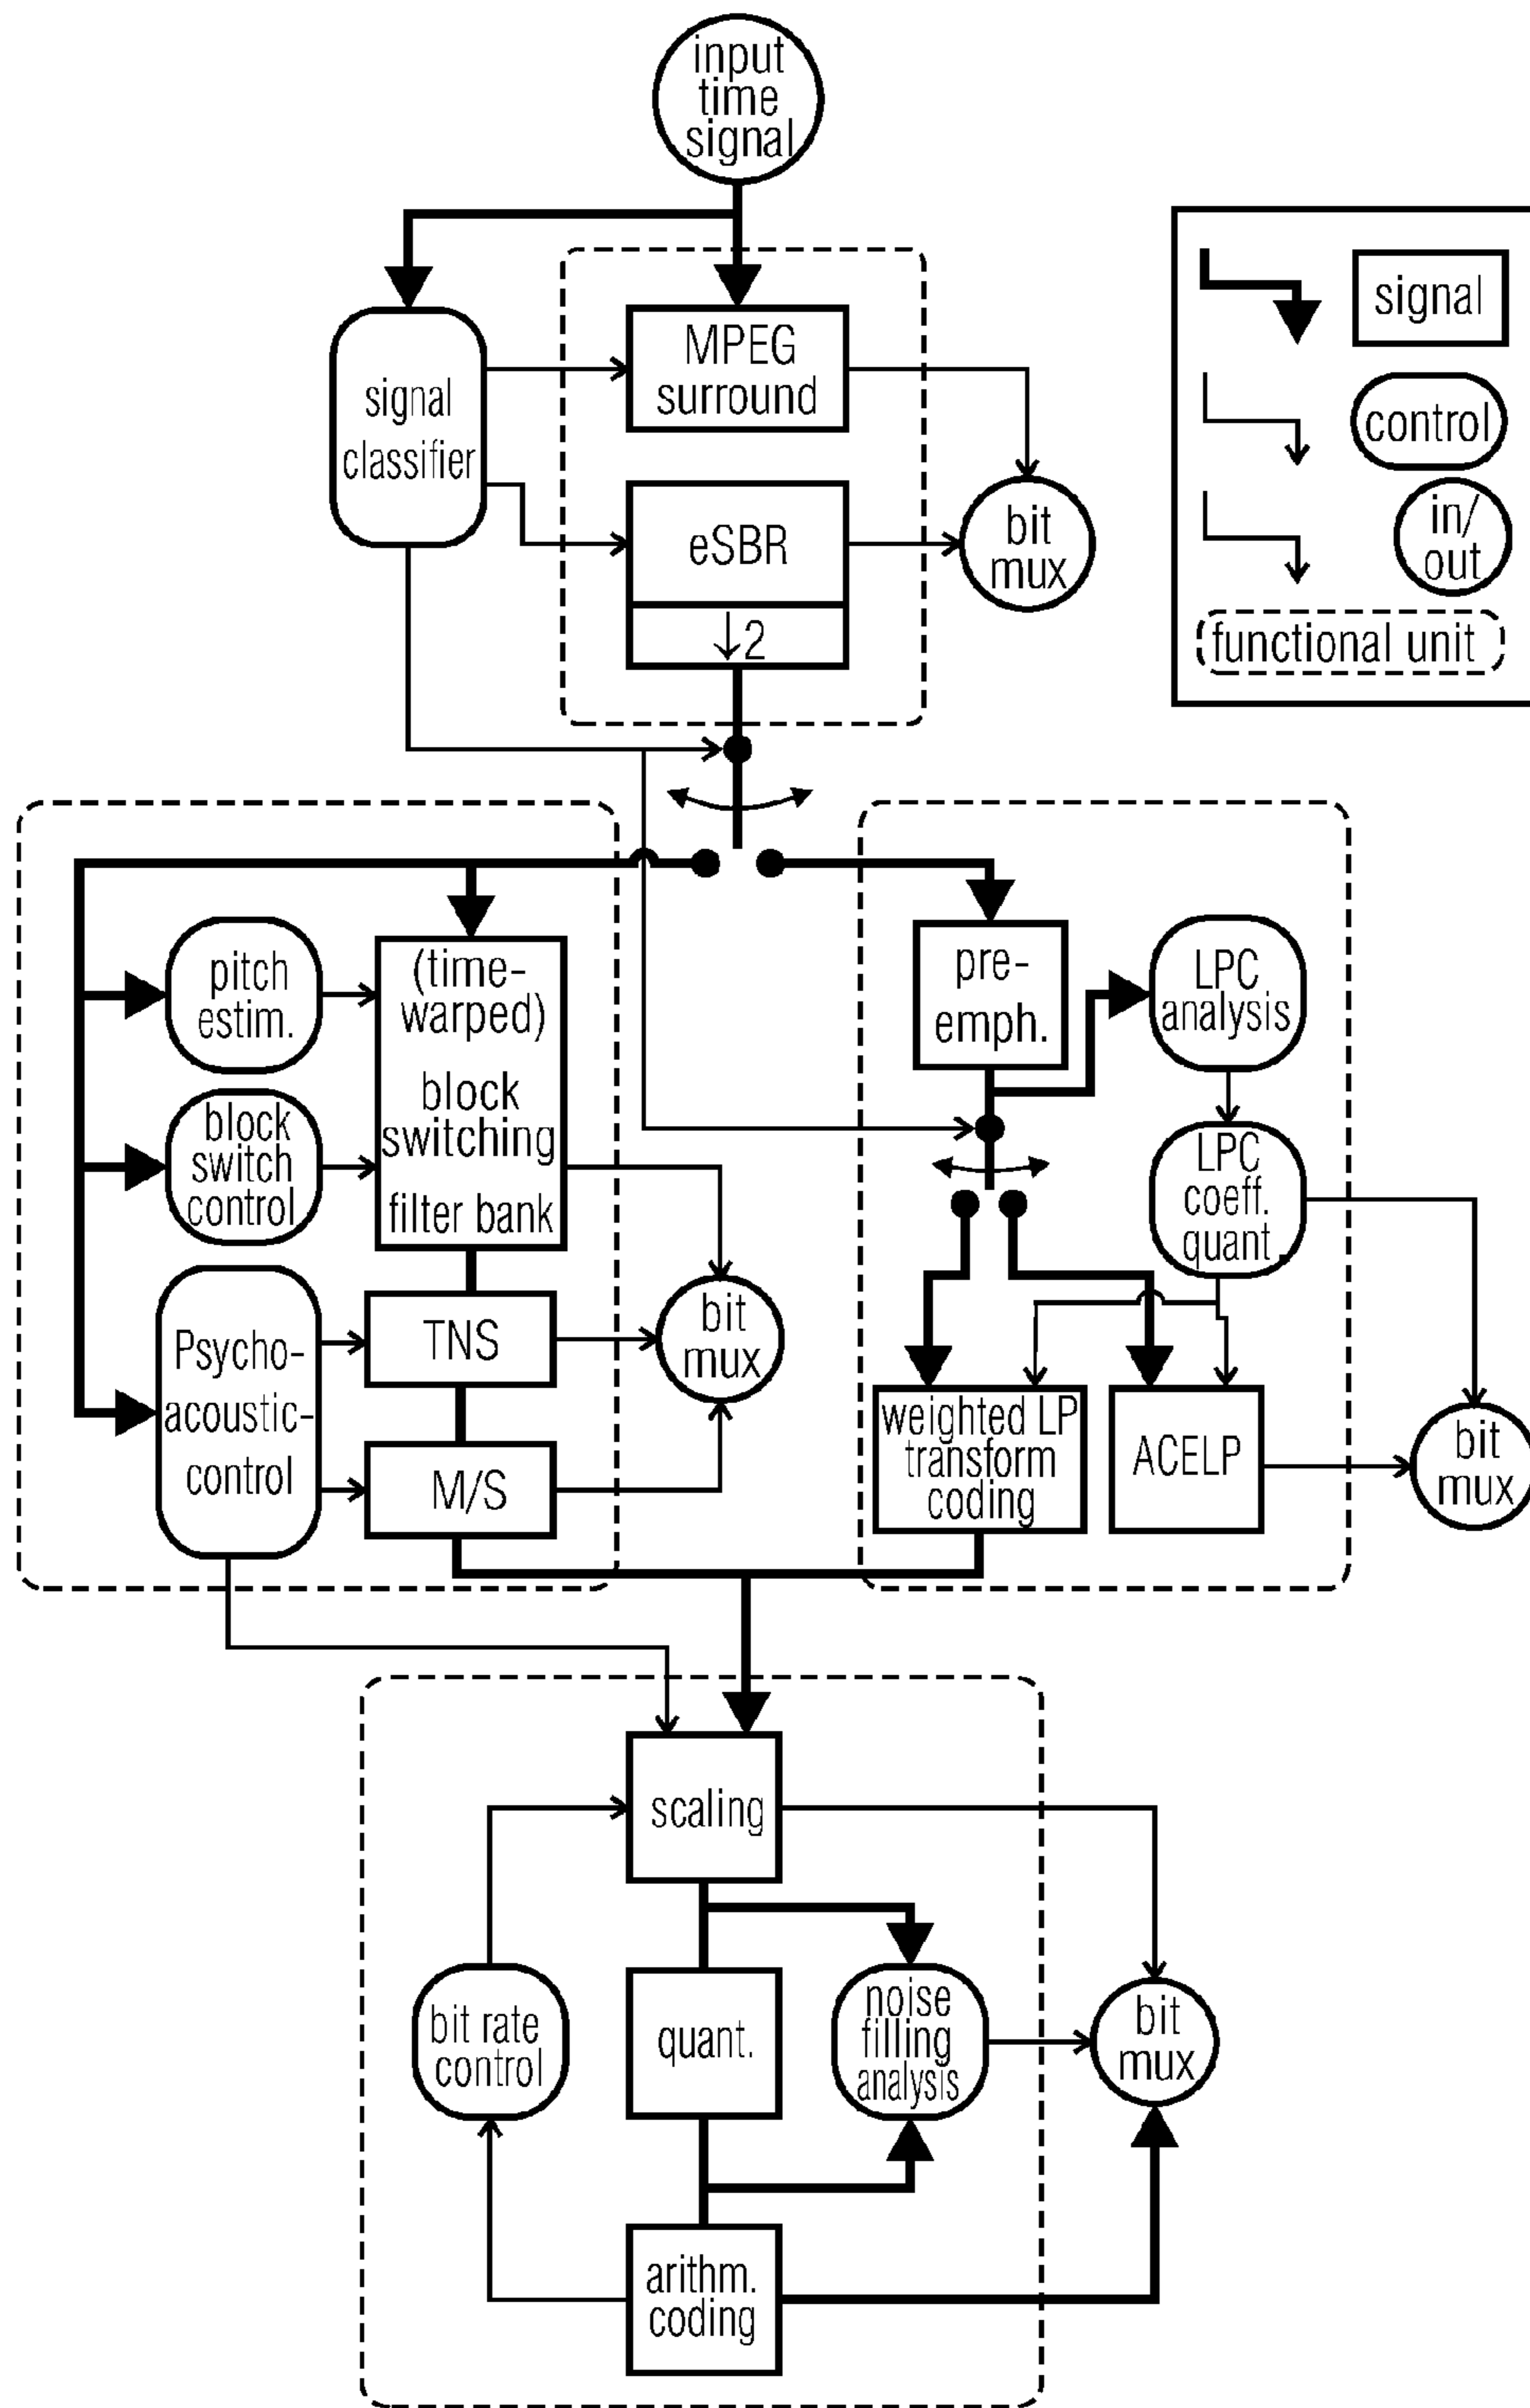 input
time
signal
signal
classifier
MPEG
surround
eSBR
↓2
bit
mux
signal
control
in/
out
functional unit
pitch
estim.
block
switch
control
Psycho-
acoustic-
control
(time-
warped)
block
switching
filter bank
TNS
M/S
bit
mux
pre-
emph.
LPC
analysis
LPC
coeff.
quant.
weighted LP
transform
coding
ACELP
bit
mux
scaling
bit rate
control
quant.
noise
filling
analysis
bit
mux
arithm.
coding